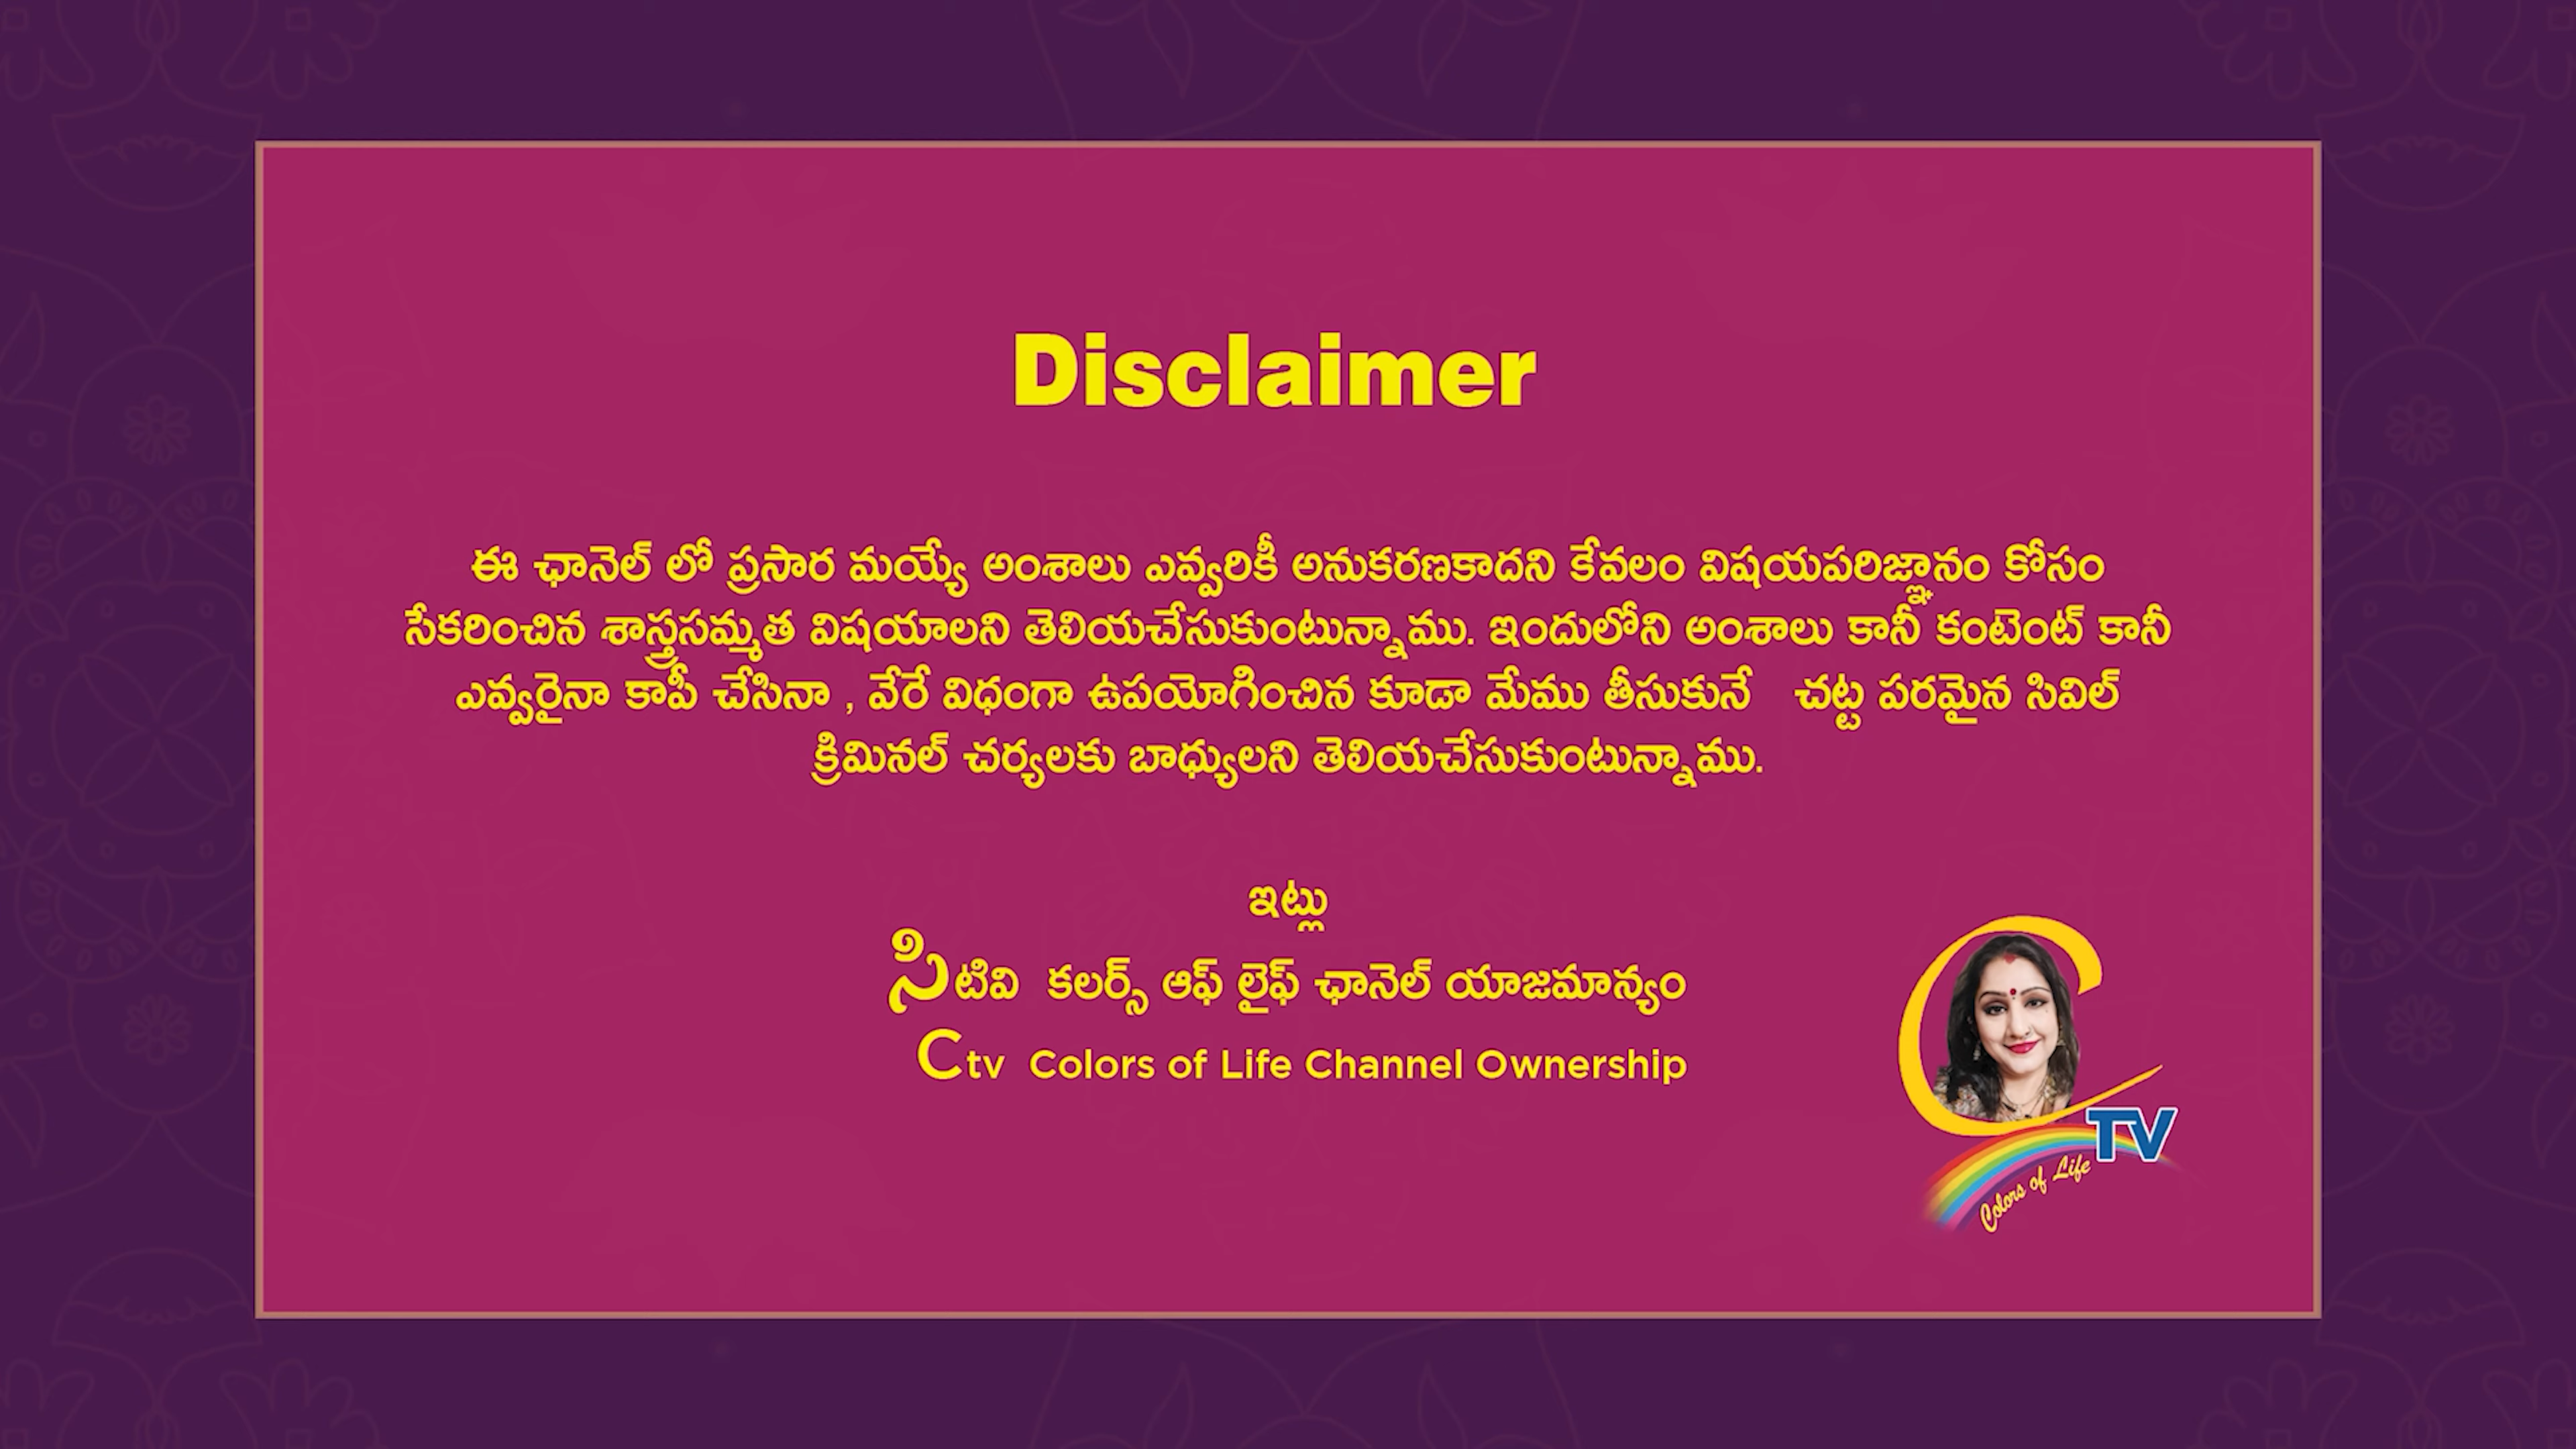 Disclaimer
ఈ ఛానెల్ లో ప్రసార మయ్యే అంశాలు ఎవ్వరికీ అనుకరణకాదని కేవలం విషయపరిజ్ఞానం కోసం
సేకరించిన శాస్త్రసమ్మత విషయాలని తెలియచేసుకుంటున్నాము. ఇందులోని అంశాలు కానీ కంటెంట్ కానీ
ఎవ్వరైనా కాపీ చేసినా , వేరే విధంగా ఉపయోగించిన కూడా మేము తీసుకునే చట్ట పరమైన సివిల్
క్రిమినల్ చర్యలకు బాధ్యులని తెలియచేసుకుంటున్నాము.
ఇట్లు
సిటివి కలర్స్ ఆఫ్ లైఫ్ ఛానెల్ యాజమాన్యం
Ctv Colors of Life Channel Ownership
C TV
Colors of Life